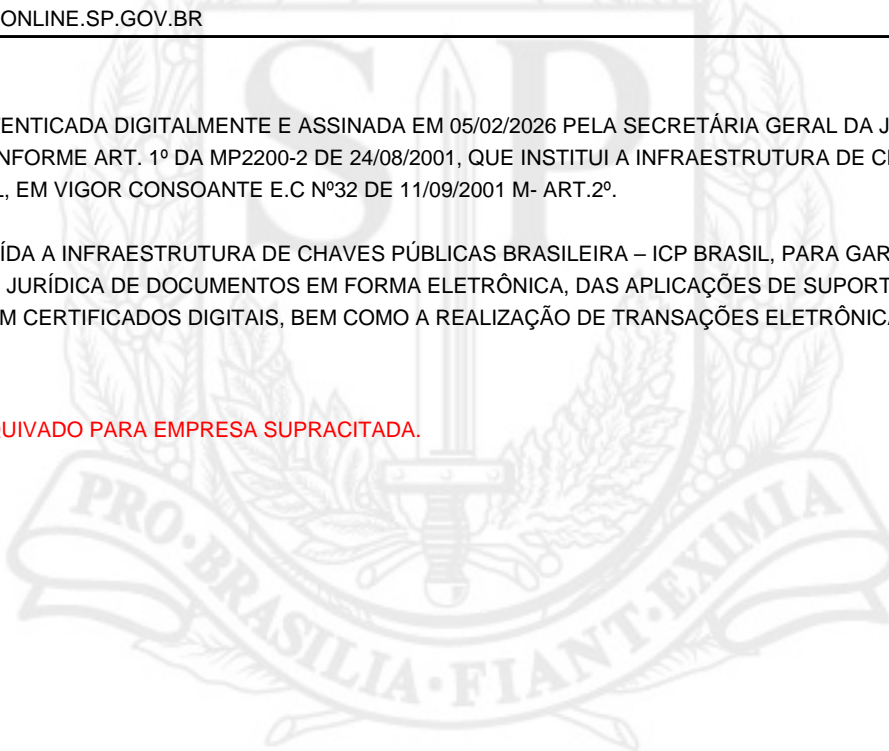 ONLINE.SP.GOV.BR
ENTICADA DIGITALMENTE E ASSINADA EM 05/02/2026 PELA SECRETÁRIA GERAL DA J
NFORME ART. 1º DA MP2200-2 DE 24/08/2001, QUE INSTITUI A INFRAESTRUTURA DE C
L, EM VIGOR CONSOANTE E.C Nº32 DE 11/09/2001 M- ART.2º.
ÍDA A INFRAESTRUTURA DE CHAVES PÚBLICAS BRASILEIRA – ICP BRASIL, PARA GAR
JURÍDICA DE DOCUMENTOS EM FORMA ELETRÔNICA, DAS APLICAÇÕES DE SUPORT
M CERTIFICADOS DIGITAIS, BEM COMO A REALIZAÇÃO DE TRANSAÇÕES ELETRÔNICA
QUIVADO PARA EMPRESA SUPRACITADA.
SP
PRO·BRASILIA·FIANT·EXIMIA